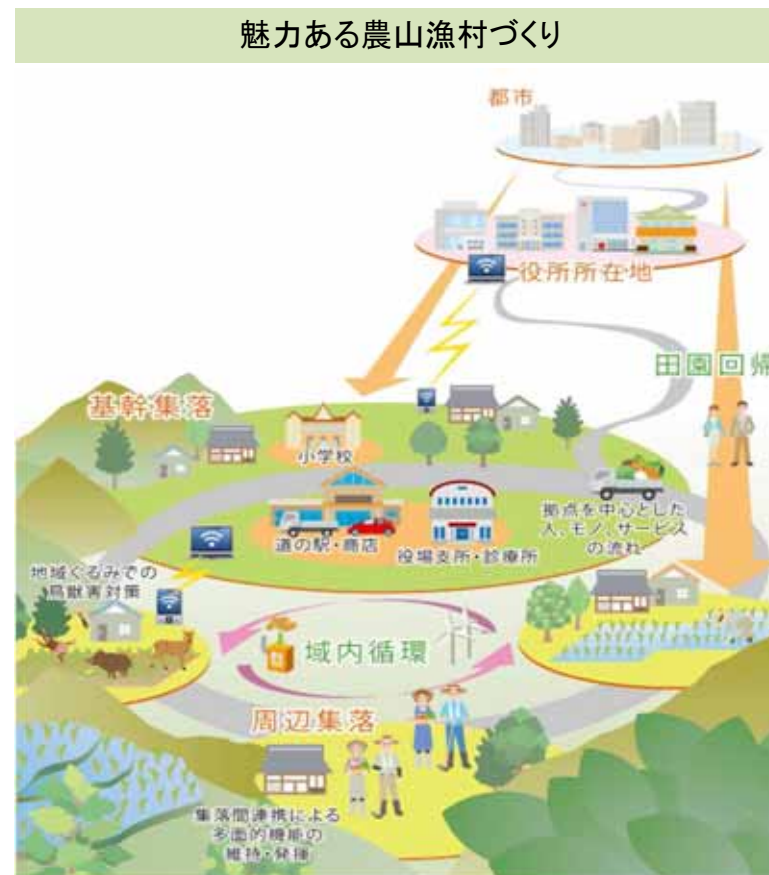 魅力ある農山漁村づくり
都市
役所所在地
田園回帰
基幹集落
小学校
道の駅・商店
役場支所・診療所
拠点を中心とした
人、モノ、サービス
の流れ
地域ぐるみでの
鳥獣害対策
域内循環
周辺集落
集落間連携による
多面的機能の
維持・発揮